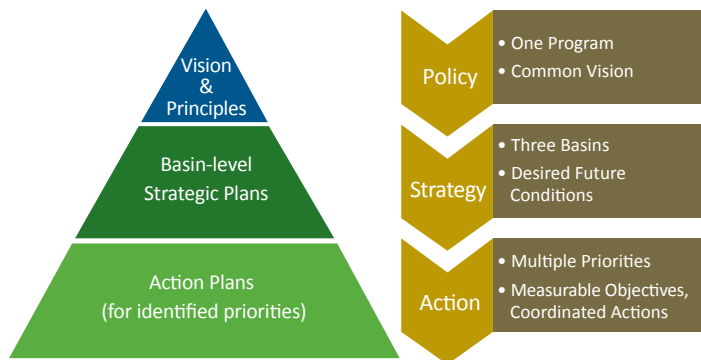 Vision
&
Principles
Basin-level
Strategic Plans
Action Plans
(for identified priorities)
Policy
• One Program
• Common Vision
Strategy
• Three Basins
• Desired Future
Conditions
Action
• Multiple Priorities
• Measurable Objectives,
Coordinated Actions